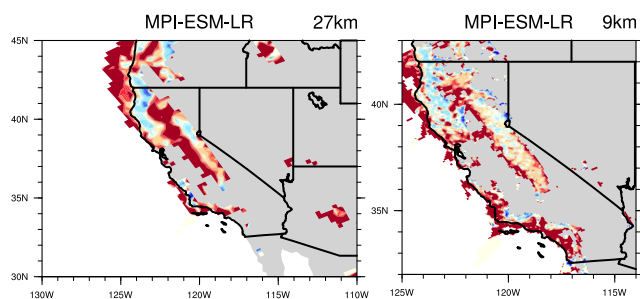 MPI-ESM-LR 27km
MPI-ESM-LR 9km
45N
40N
35N
30N
130W 125W 120W 115W 110W
40N
35N
125W 120W 115W